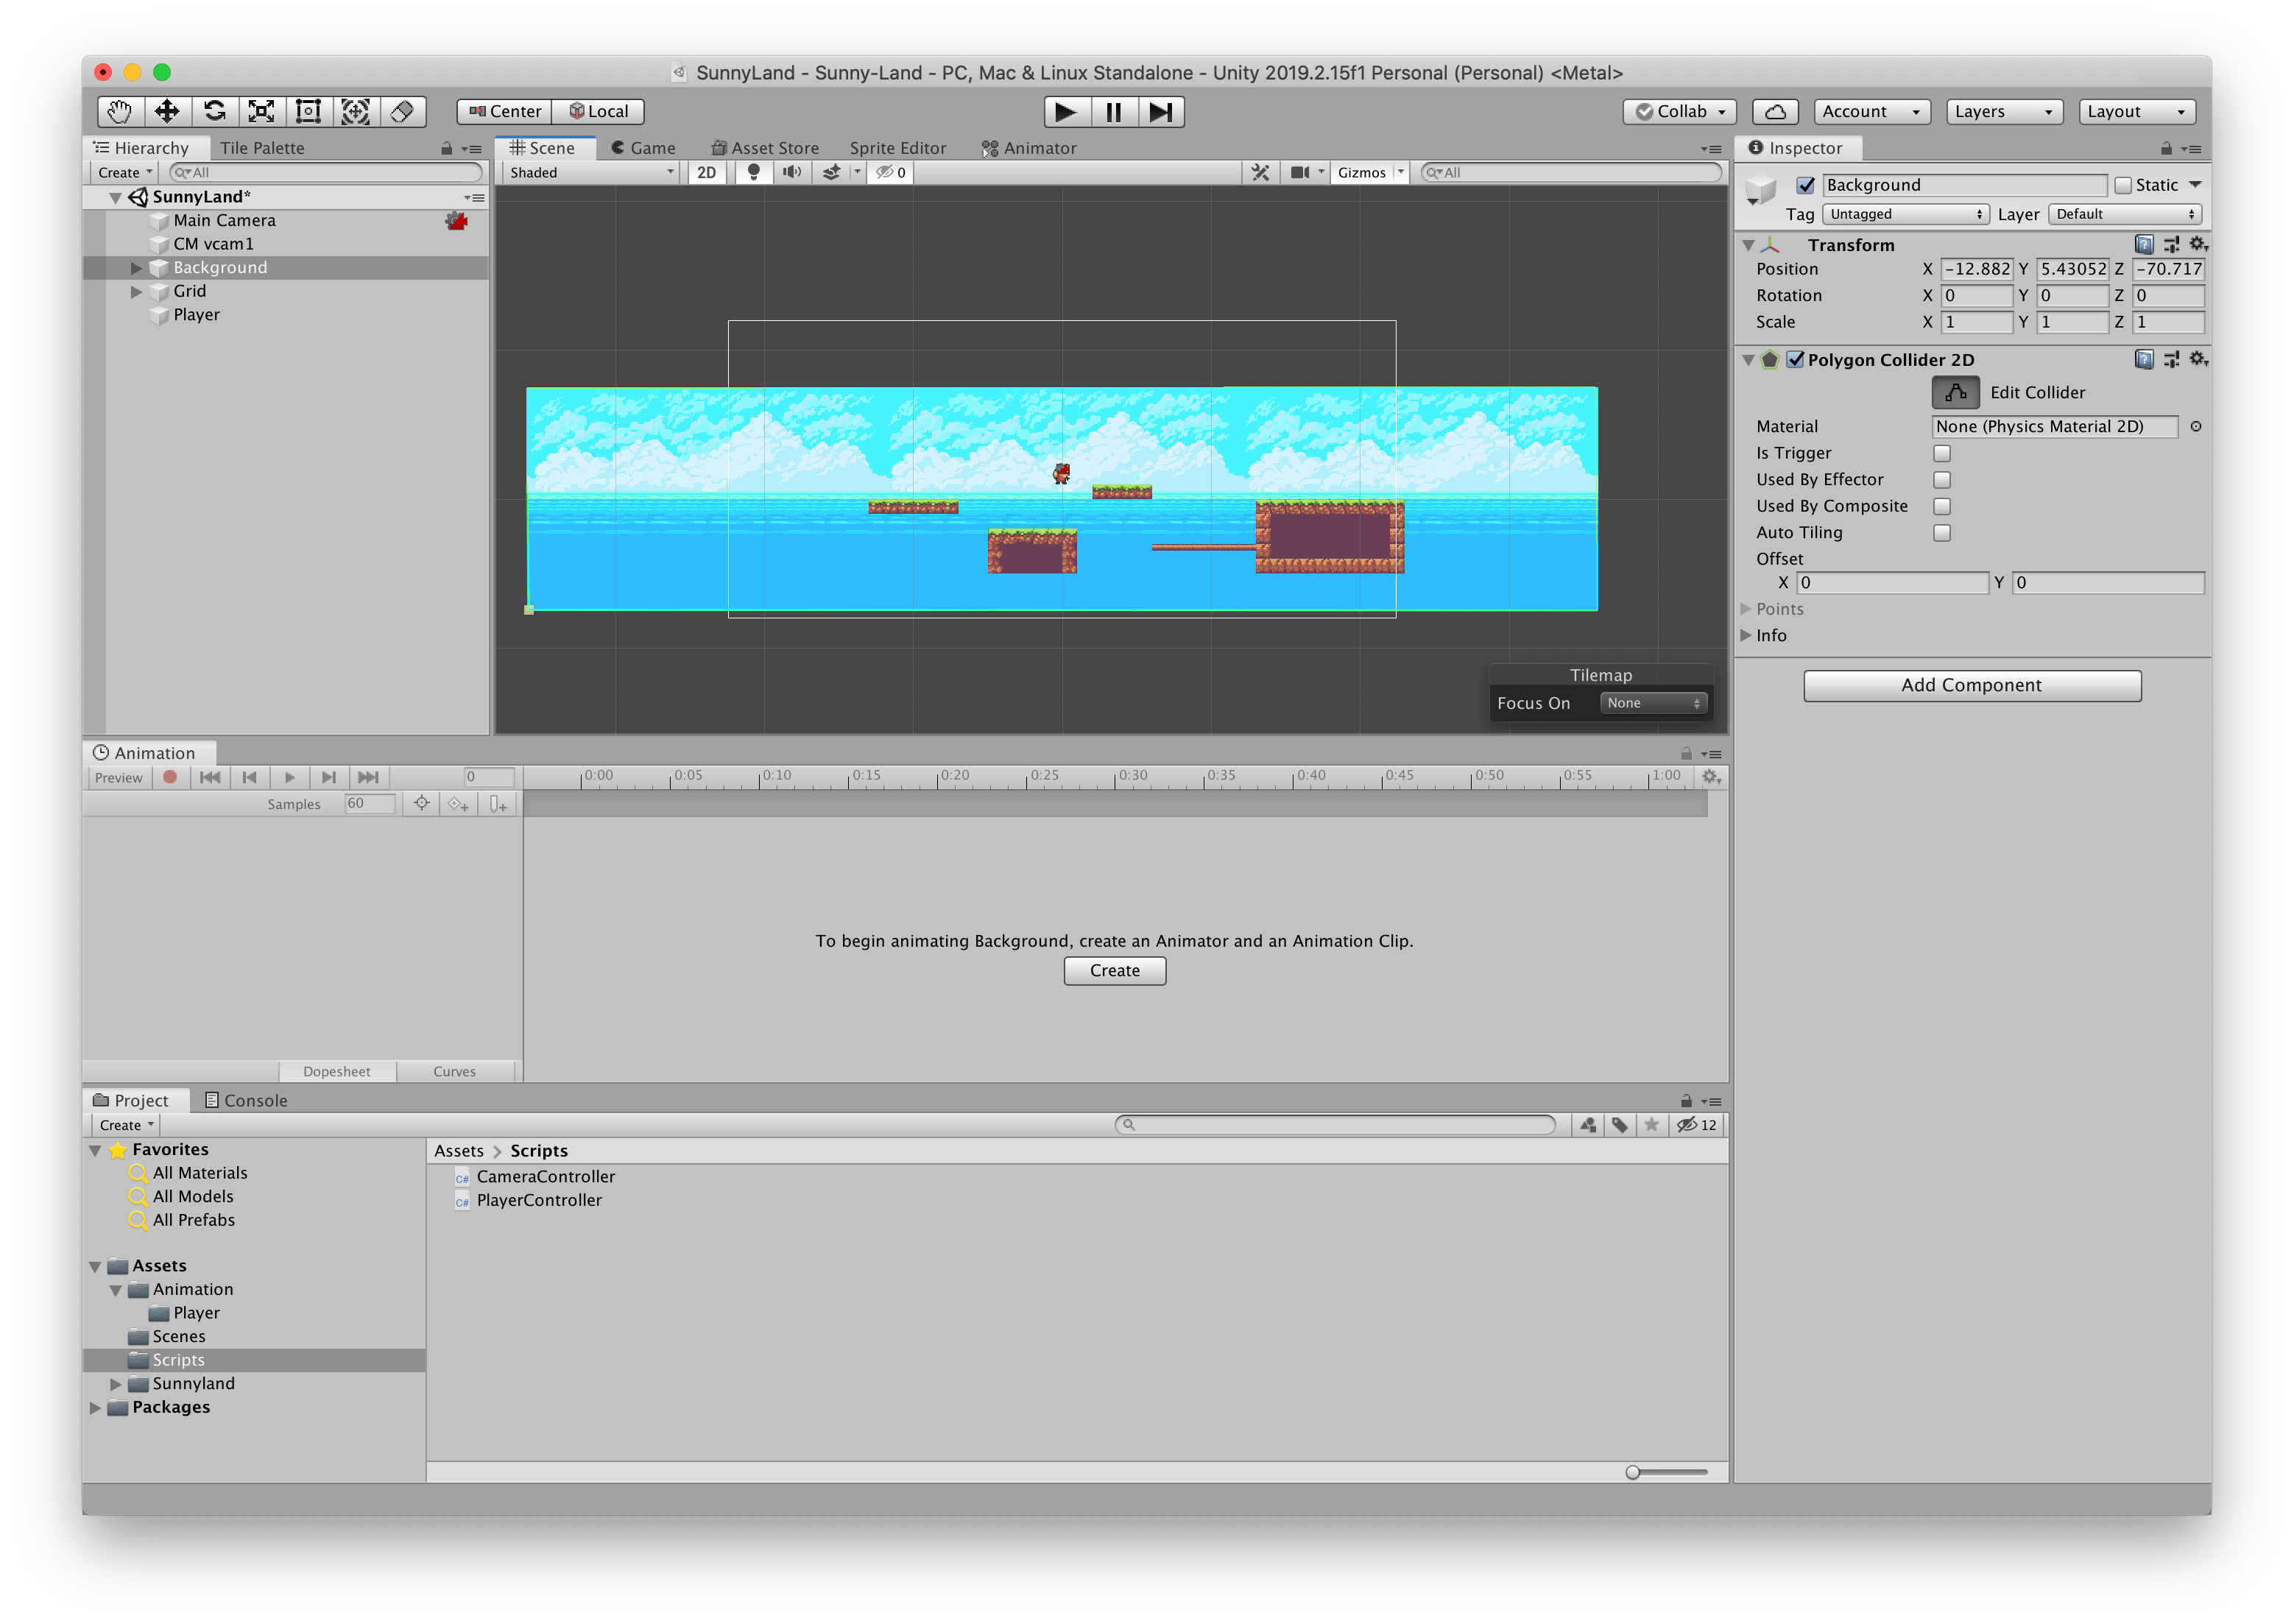 SunnyLand - Sunny-Land - PC, Mac & Linux Standalone - Unity 2019.2.15f1 Personal (Personal) <Metal>
Center Local Collab Account Layers Layout
Hierarchy Tile Palette
Create All
SunnyLand*
Main Camera
CM vcam1
Background
Grid
Player
Scene Game Asset Store Sprite Editor Animator
Shaded 2D 0 Gizmos All
Tilemap
Focus On None
Inspector
Background Static
Tag Untagged Layer Default
Transform
Position X -12.882 Y 5.43052 Z -70.717
Rotation X 0 Y 0 Z 0
Scale X 1 Y 1 Z 1
Polygon Collider 2D
Edit Collider
Material None (Physics Material 2D)
Is Trigger
Used By Effector
Used By Composite
Auto Tiling
Offset
X 0 Y 0
Points
Info
Add Component
Animation
Preview 0 0:00 0:05 0:10 0:15 0:20 0:25 0:30 0:35 0:40 0:45 0:50 0:55 1:00
Samples 60
To begin animating Background, create an Animator and an Animation Clip.
Create
Dopesheet Curves
Project Console
Create 12
Favorites
All Materials
All Models
All Prefabs
Assets
Animation
Player
Scenes
Scripts
Sunnyland
Packages
Assets > Scripts
C# CameraController
C# PlayerController